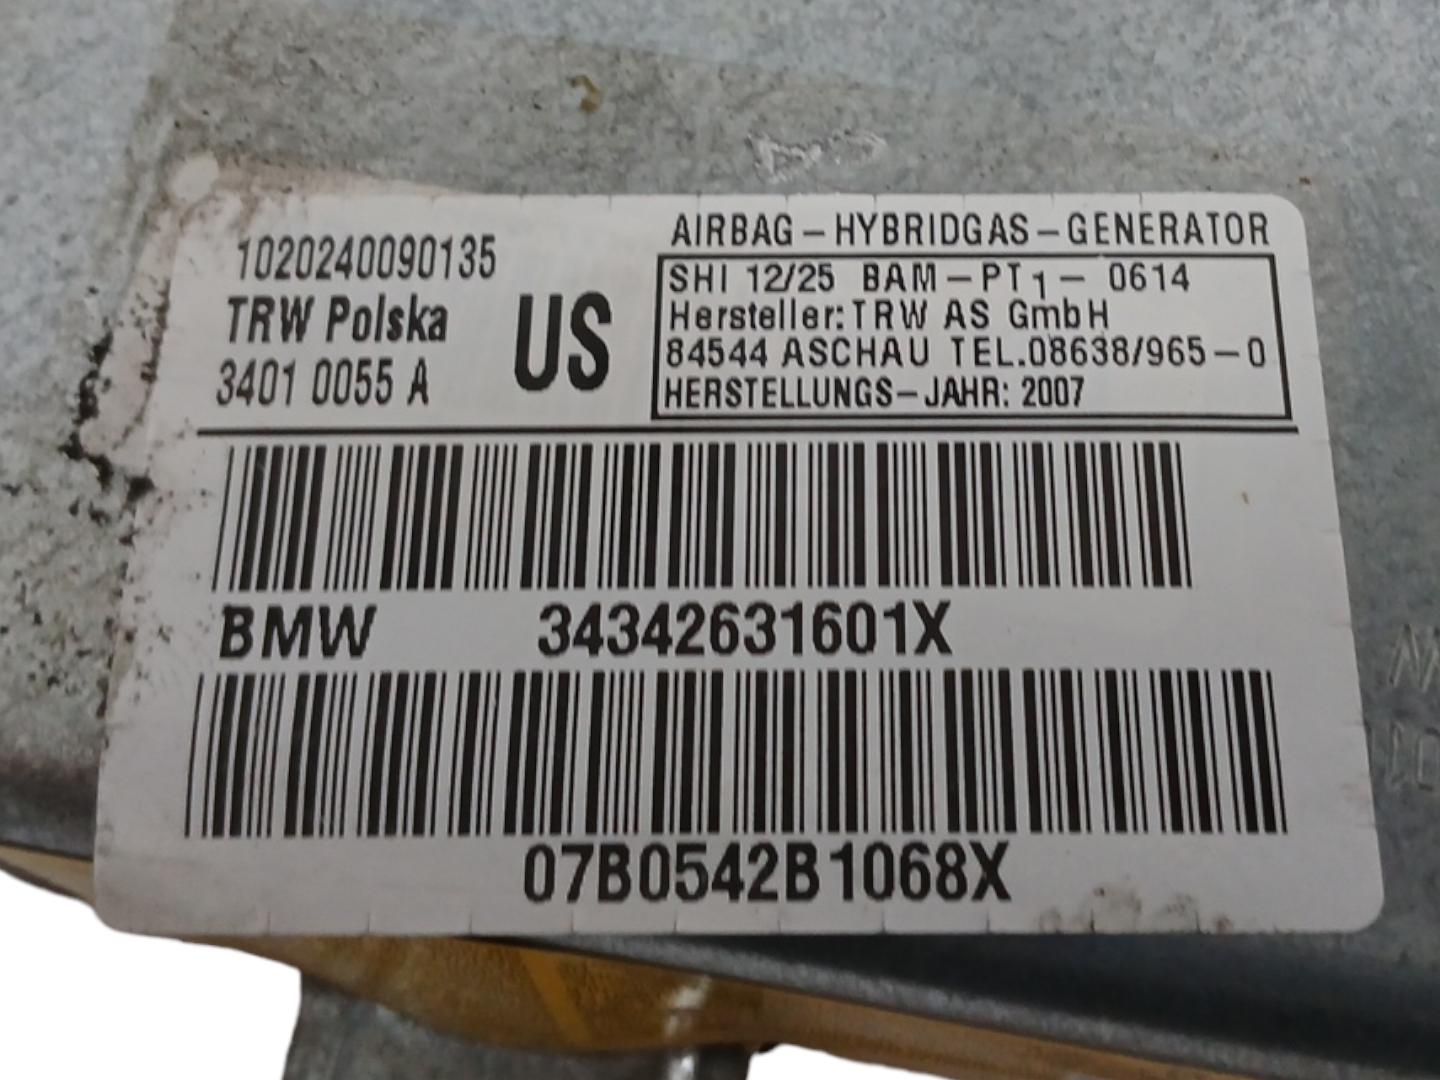 1020240090135
TRW Polska
3401 0055 A
US
AIRBAG – HYBRIDGAS – GENERATOR
SHI 12/25 BAM – PT1 – 0614
Hersteller: TRW AS GmbH
84544 ASCHAU TEL.08638/965 – 0
HERSTELLUNGS – JAHR: 2007
BMW 34342631601X
07B0542B1068X